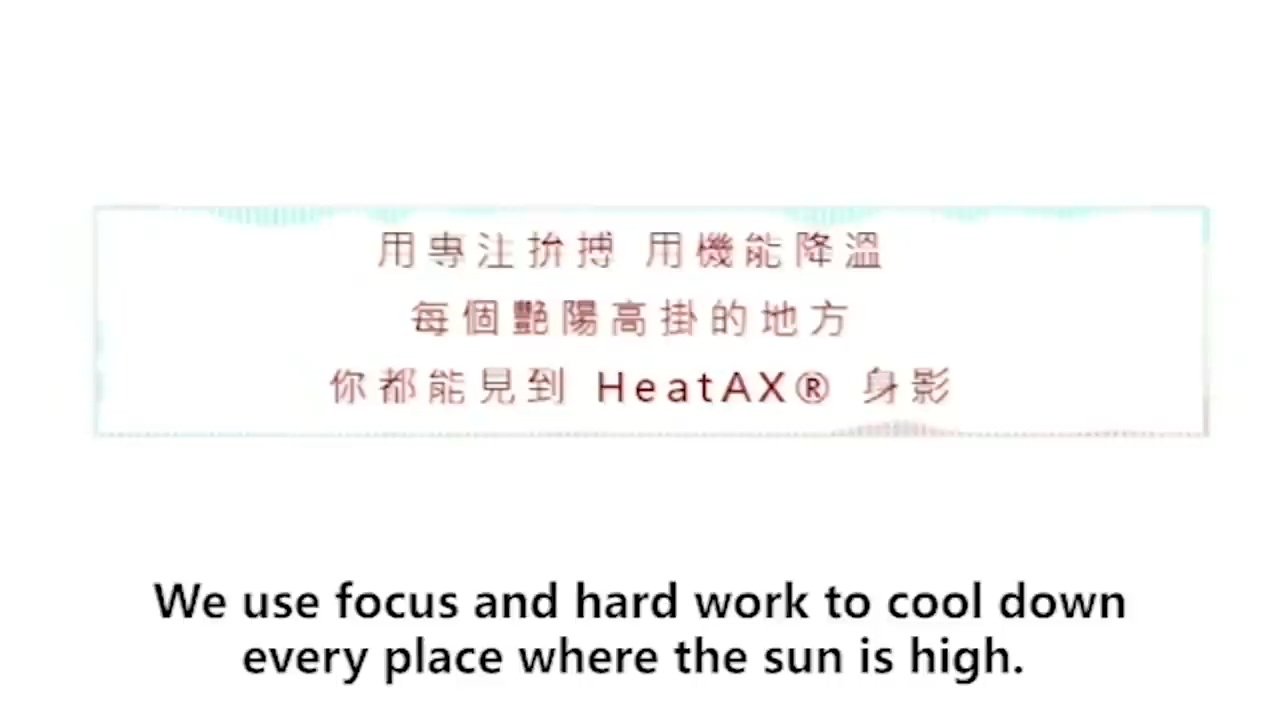 用專注拚搏 用機能降溫
每個艷陽高掛的地方
你都能見到 HeatAX® 身影
We use focus and hard work to cool down
every place where the sun is high.